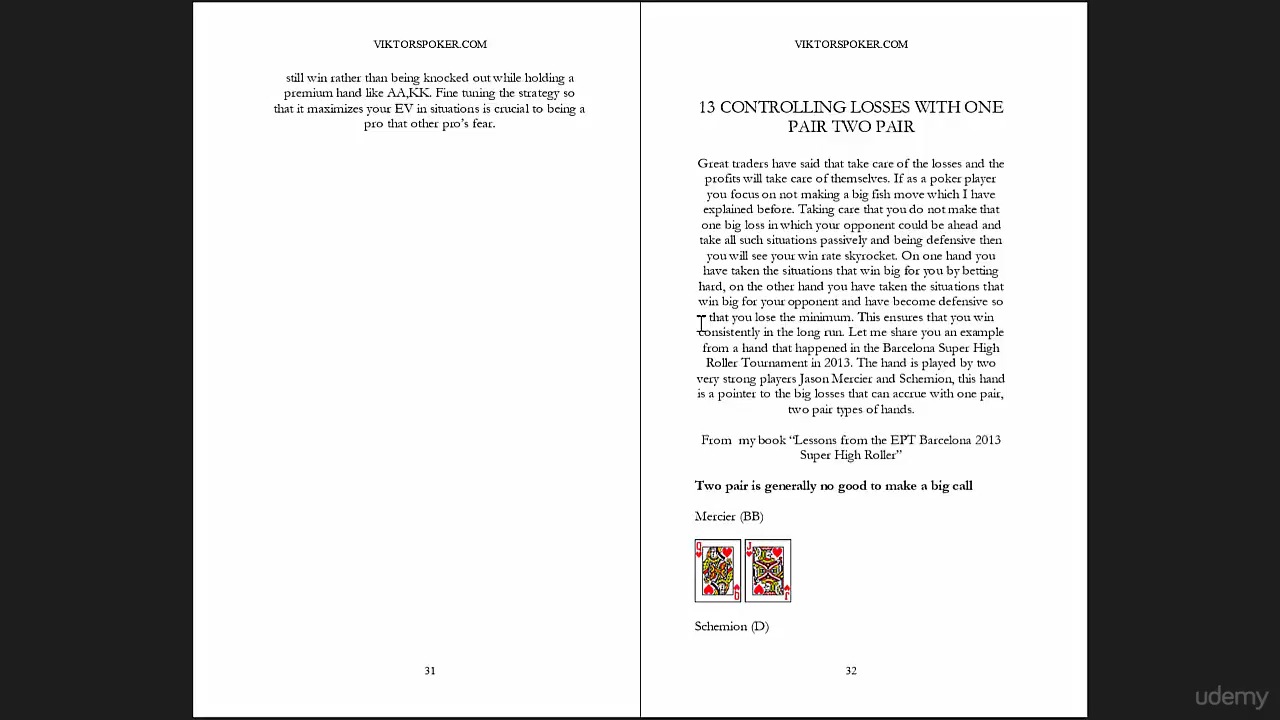 VIKTORSPOKER.COM
still win rather than being knocked out while holding a
premium hand like AA,KK. Fine tuning the strategy so
that it maximizes your EV in situations is crucial to being a
pro that other pro's fear.
31
VIKTORSPOKER.COM
13 CONTROLLING LOSSES WITH ONE
PAIR TWO PAIR
Great traders have said that take care of the losses and the
profits will take care of themselves. If as a poker player
you focus on not making a big fish move which I have
explained before. Taking care that you do not make that
one big loss in which your opponent could be ahead and
take all such situations passively and being defensive then
you will see your win rate skyrocket. On one hand you
have taken the situations that win big for you by betting
hard, on the other hand you have taken the situations that
win big for your opponent and have become defensive so
that you lose the minimum. This ensures that you win
consistently in the long run. Let me share you an example
from a hand that happened in the Barcelona Super High
Roller Tournament in 2013. The hand is played by two
very strong players Jason Mercier and Schemion, this hand
is a pointer to the big losses that can accrue with one pair,
two pair types of hands.
From my book “Lessons from the EPT Barcelona 2013
Super High Roller”
Two pair is generally no good to make a big call
Mercier (BB)
Q J
Q J
Schemion (D)
32
udemy